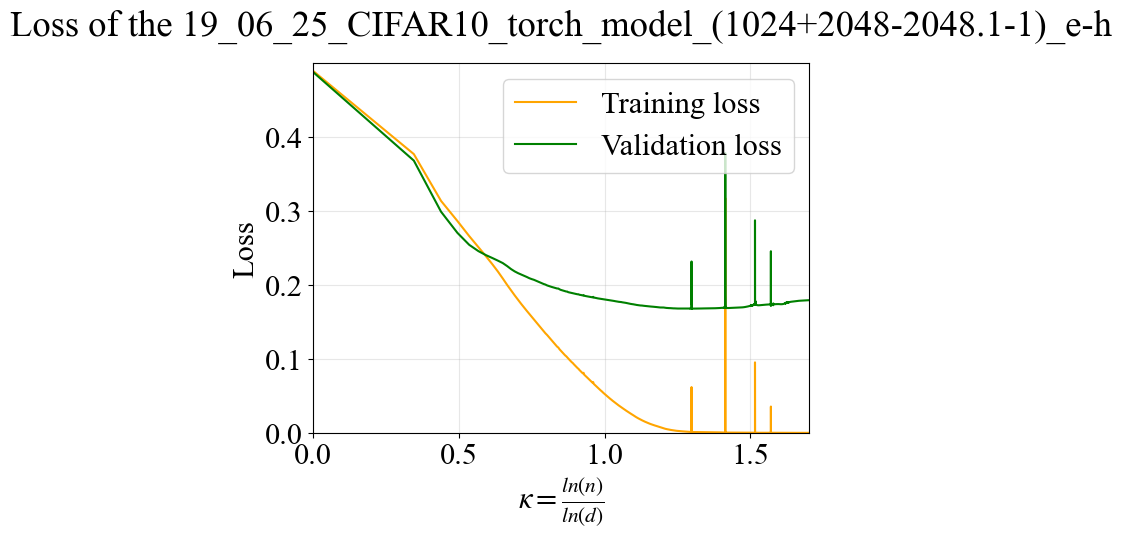 Loss of the 19_06_25_CIFAR10_torch_model_(1024+2048-2048.1-1)_e-h
Training loss
Validation loss
Loss
0.4
0.3
0.2
0.1
0.0
0.0 0.5 1.0 1.5
κ = ln(n)/ln(d)